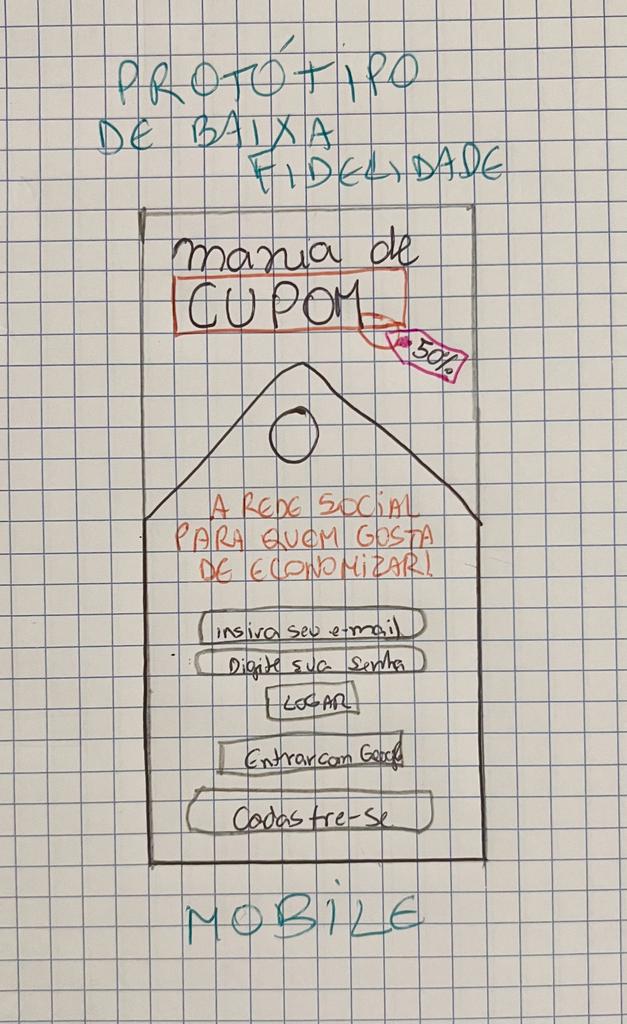 PROTÓTIPO
DE BAIXA
FIDELIDADE
mania de
CUPOM
50%
A REDE SOCIAL
PARA QUEM GOSTA
DE ECONOMIZAR!
insira seu e-mail
Digite sua senha
LOGAR
Entrar com Google
Cadastre-se
MOBILE